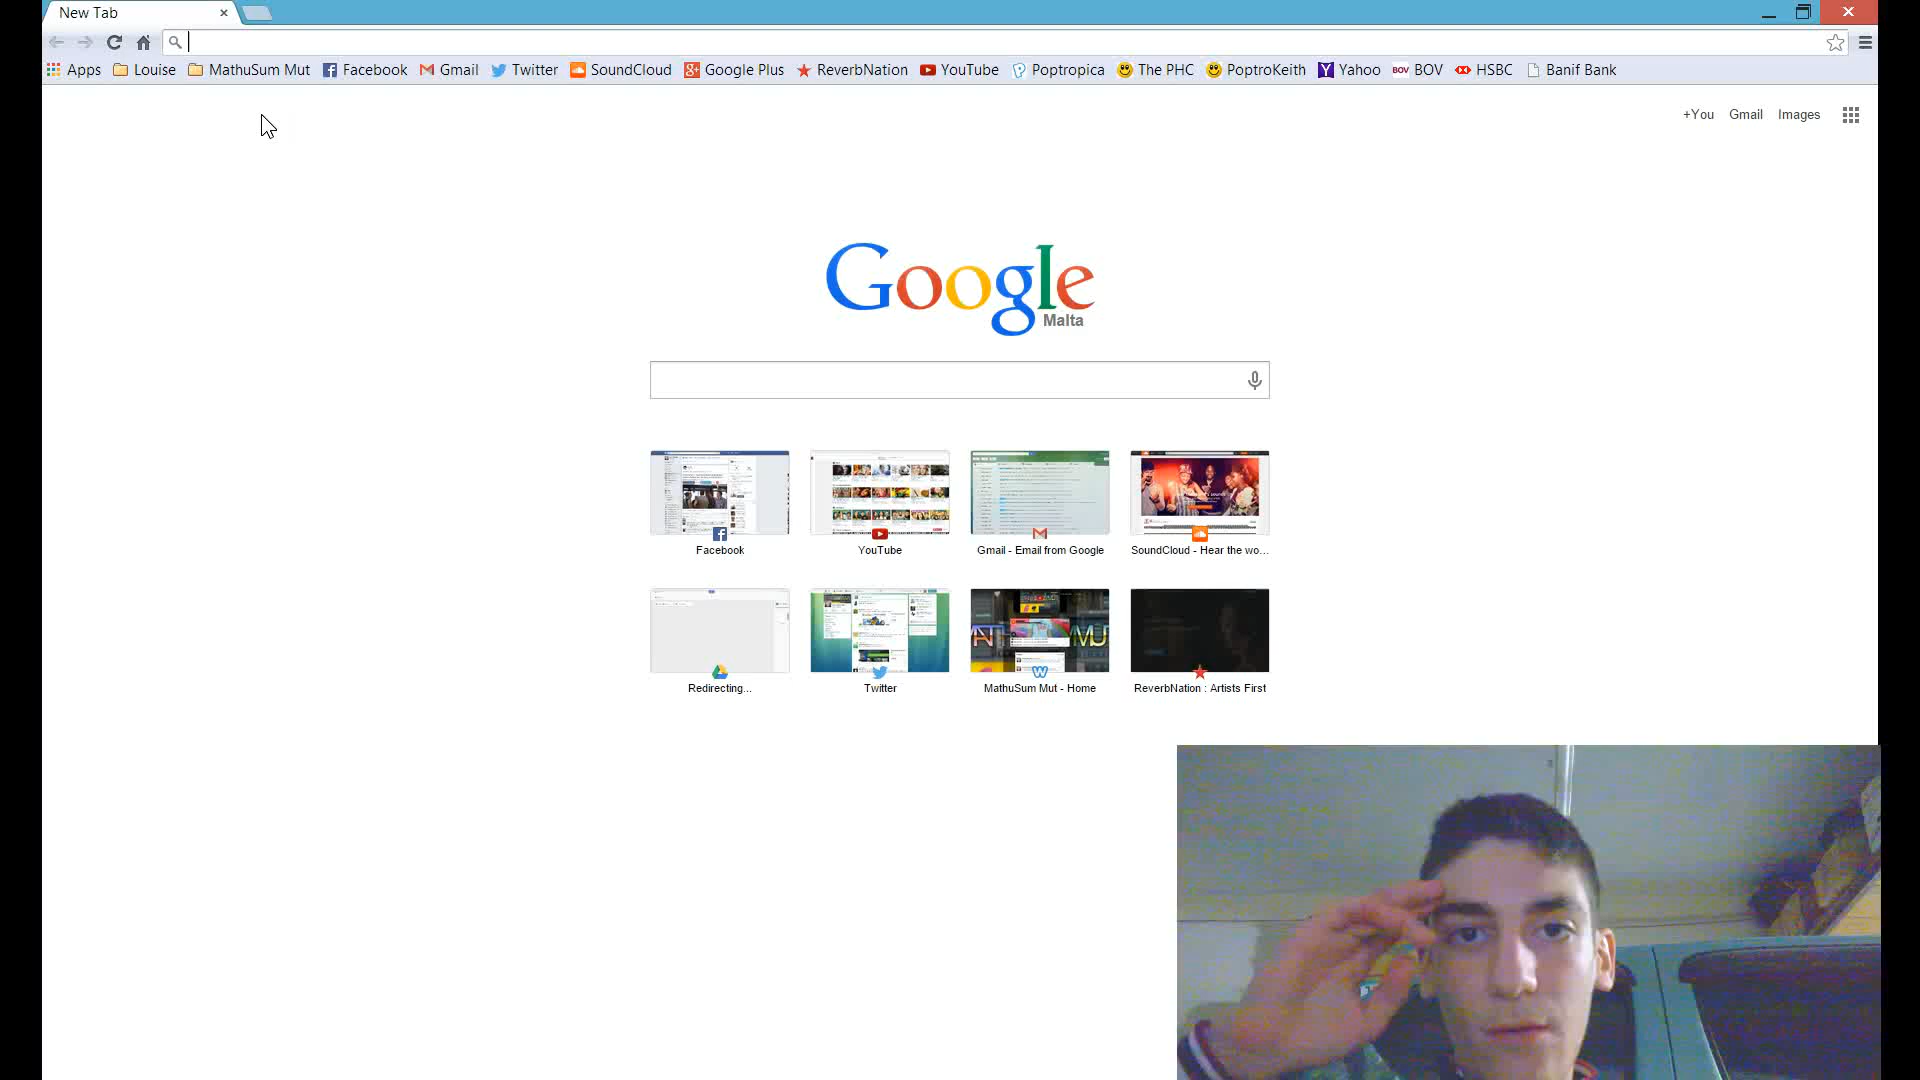 New Tab
Apps Louise MathuSum Mut Facebook Gmail Twitter SoundCloud Google Plus ReverbNation YouTube Poptropica The PHC PoptroKeith Yahoo BOV BOV HSBC Banif Bank
+You Gmail Images
Google
Malta
Facebook YouTube Gmail - Email from Google SoundCloud - Hear the wo...
Redirecting... Twitter MathuSum Mut - Home ReverbNation : Artists First